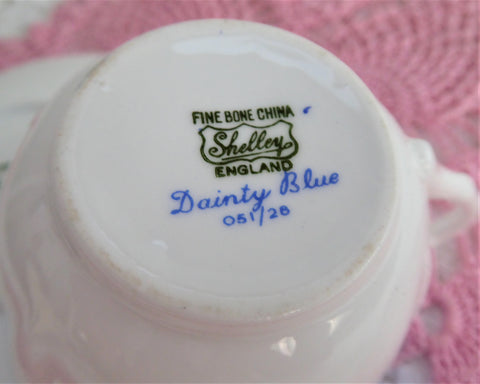 FINE BONE CHINA
Shelley
ENGLAND
Dainty Blue
051/28